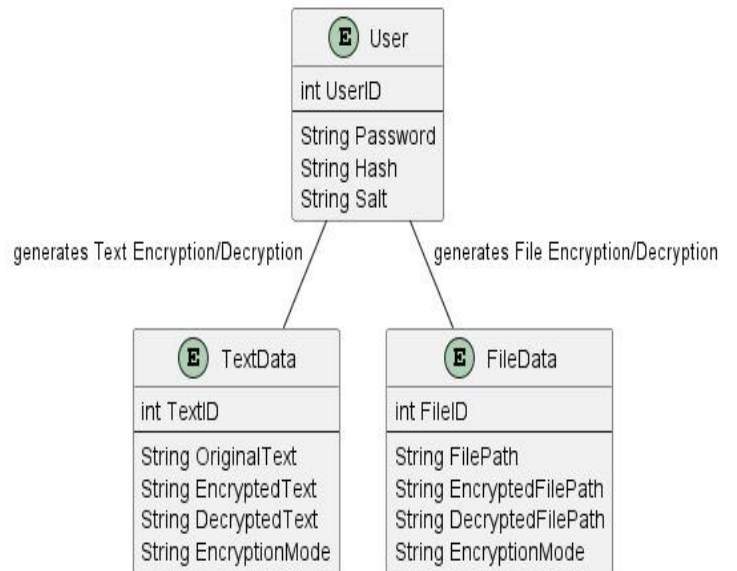 E User
int UserID
String Password
String Hash
String Salt
generates Text Encryption/Decryption
generates File Encryption/Decryption
E TextData
int TextID
String OriginalText
String EncryptedText
String DecryptedText
String EncryptionMode
E FileData
int FileID
String FilePath
String EncryptedFilePath
String DecryptedFilePath
String EncryptionMode